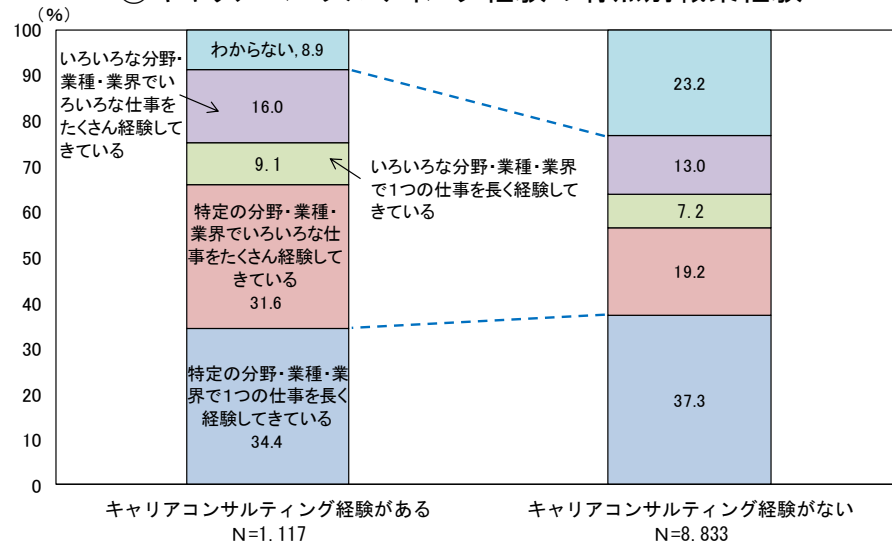 (%)
100
90
80
70
60
50
40
30
20
10
0
いろいろな分野・
業種・業界でい
ろいろな仕事を
たくさん経験して
きている
わからない, 8.9
16.0
9.1
特定の分野・業種・
業界でいろいろな仕
事をたくさん経験して
きている
31.6
特定の分野・業種・業
界で1つの仕事を長く
経験してきている
34.4
いろいろな分野・業種・業界
で1つの仕事を長く経験して
きている
23.2
13.0
7.2
19.2
37.3
キャリアコンサルティング経験がある
N=1,117
キャリアコンサルティング経験がない
N=8,833